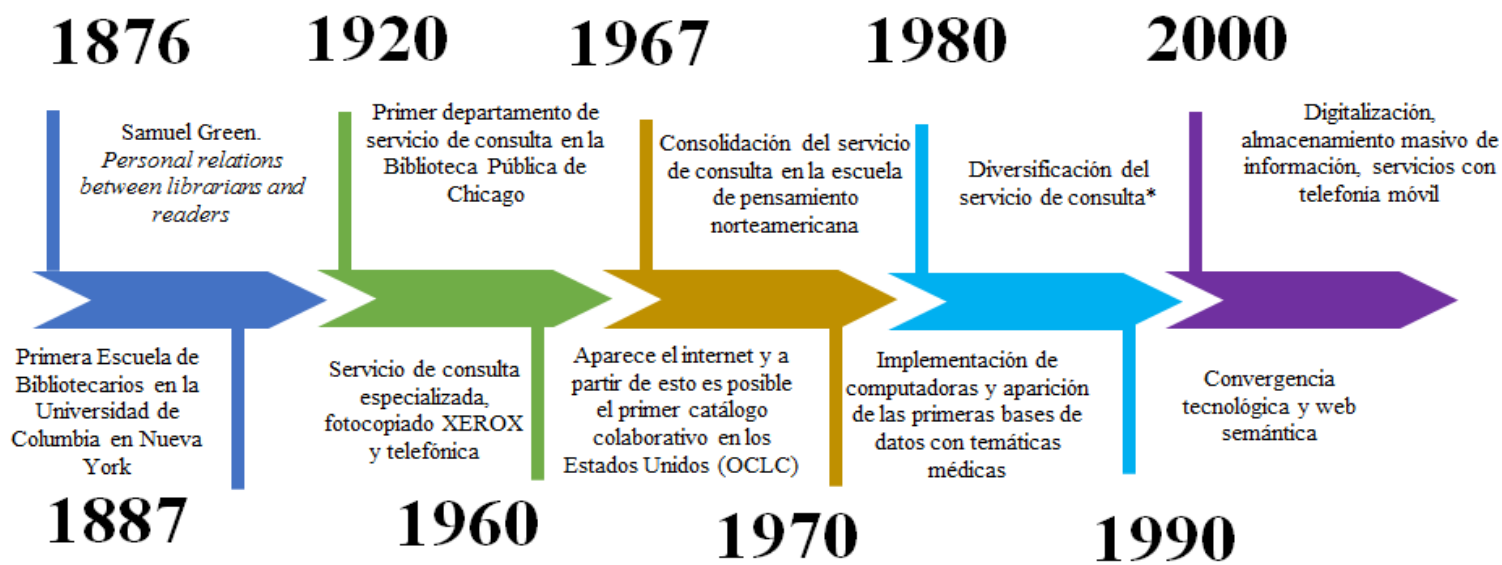 1876
1920
1967
1980
2000
Samuel Green.
Personal relations
between librarians and
readers
Primer departamento de
servicio de consulta en la
Biblioteca Pública de
Chicago
Consolidación del servicio
de consulta en la escuela
de pensamiento
norteamericana
Diversificación del
servicio de consulta*
Digitalización,
almacenamiento masivo de
información, servicios con
telefonía móvil
Primera Escuela de
Bibliotecarios en la
Universidad de
Columbia en Nueva
York
Servicio de consulta
especializada,
fotocopiado XEROX
y telefónica
Aparece el internet y a
partir de esto es posible
el primer catálogo
colaborativo en los
Estados Unidos (OCLC)
Implementación de
computadoras y aparición
de las primeras bases de
datos con temáticas
médicas
Convergencia
tecnológica y web
semántica
1887
1960
1970
1990